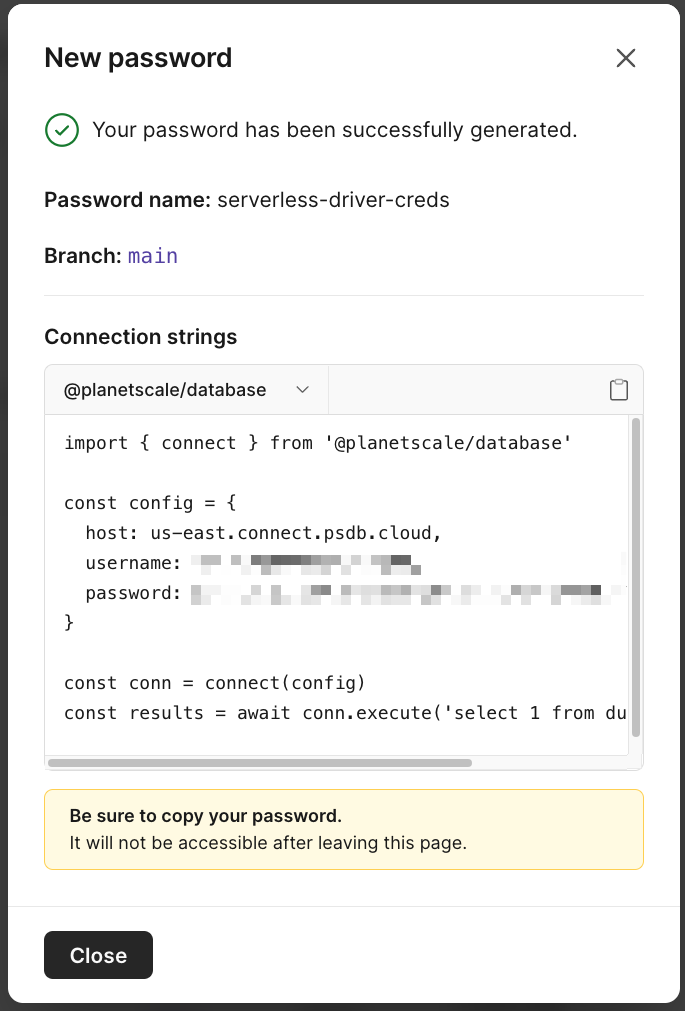 New password
Your password has been successfully generated.
Password name: serverless-driver-creds
Branch: main
Connection strings
@planetscale/database
import { connect } from '@planetscale/database'
const config = {
host: us-east.connect.psdb.cloud,
username:
password:
}
const conn = connect(config)
const results = await conn.execute('select 1 from du
Be sure to copy your password.
It will not be accessible after leaving this page.
Close